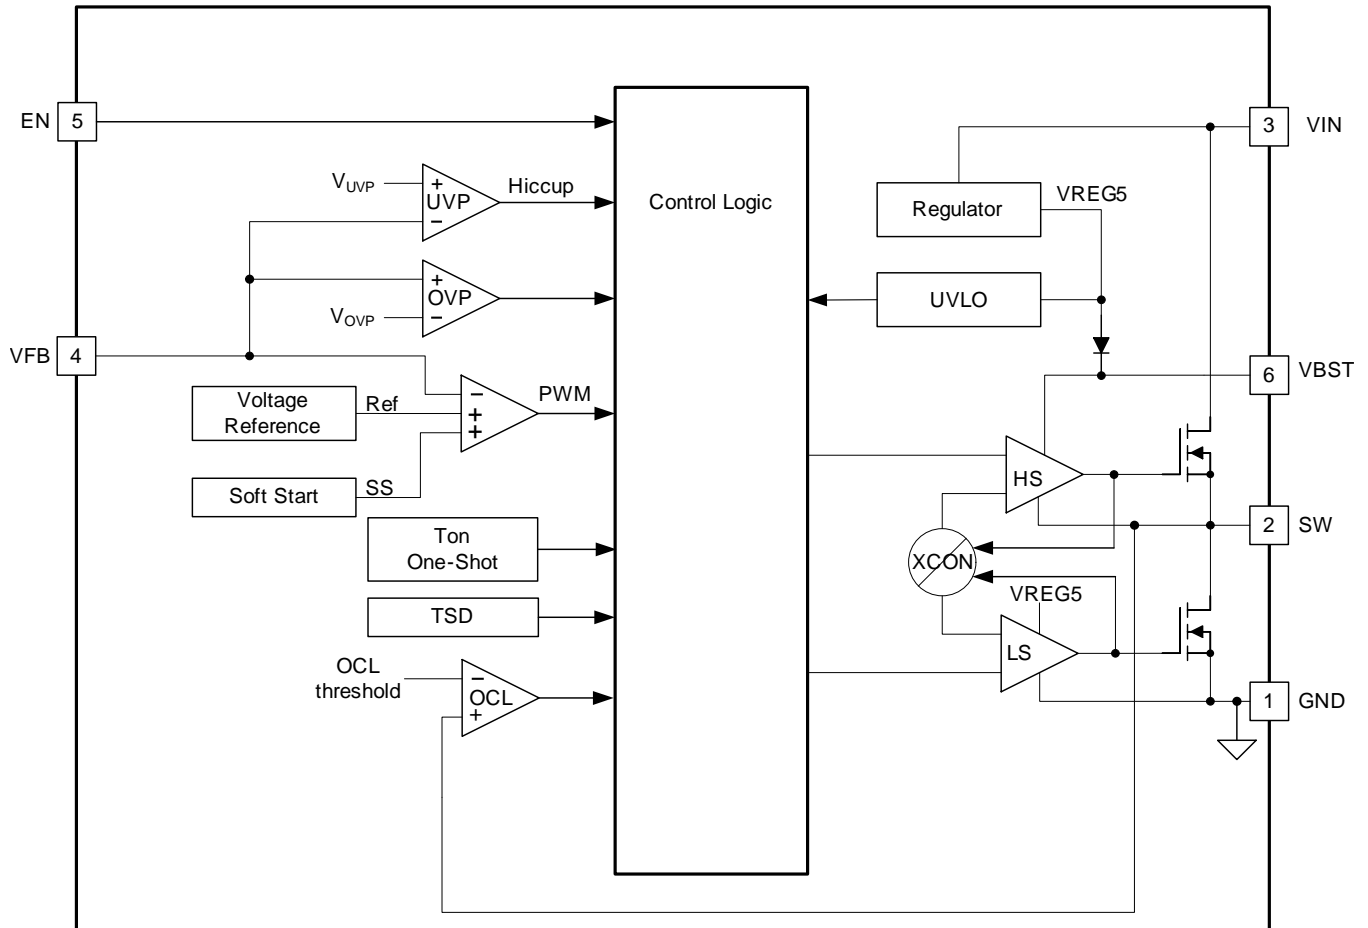 EN
5
3
VIN
VUVP
+
UVP
−
Hiccup
Control Logic
Regulator
VREG5
+
OVP
−
VOVP
UVLO
VFB
4
6
VBST
Voltage
Reference
Ref
−
+
+
PWM
Soft Start
SS
HS
Ton
One-Shot
2
SW
XCON
TSD
VREG5
LS
OCL
threshold
−
OCL
+
1
GND